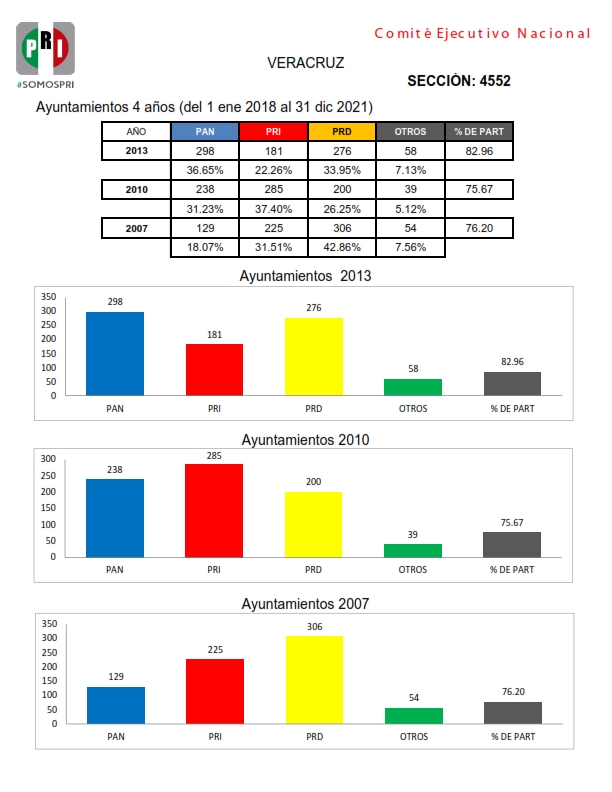 Comité Ejecutivo Nacional
PRI
#SOMOSPRI
VERACRUZ
SECCIÓN: 4552
Ayuntamientos 4 años (del 1 ene 2018 al 31 dic 2021)
AÑO PAN PRI PRD OTROS % DE PART
2013 298 181 276 58 82.96
36.65% 22.26% 33.95% 7.13%
2010 238 285 200 39 75.67
31.23% 37.40% 26.25% 5.12%
2007 129 225 306 54 76.20
18.07% 31.51% 42.86% 7.56%
Ayuntamientos 2013
350
300
250
200
150
100
50
0
298
181
276
58
82.96
PAN PRI PRD OTROS % DE PART
Ayuntamientos 2010
300
250
200
150
100
50
0
238
285
200
39
75.67
PAN PRI PRD OTROS % DE PART
Ayuntamientos 2007
350
300
250
200
150
100
50
0
129
225
306
54
76.20
PAN PRI PRD OTROS % DE PART